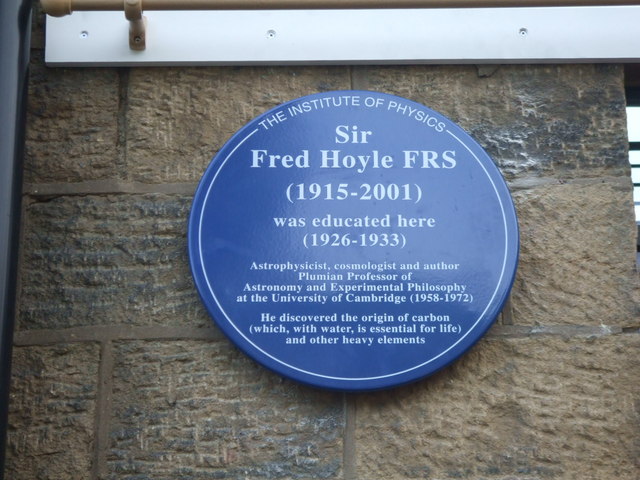 THE INSTITUTE OF PHYSICS
Sir
Fred Hoyle FRS
(1915-2001)
was educated here
(1926-1933)
Astrophysicist, cosmologist and author
Plumian Professor of
Astronomy and Experimental Philosophy
at the University of Cambridge (1958-1972)
He discovered the origin of carbon
(which, with water, is essential for life)
and other heavy elements